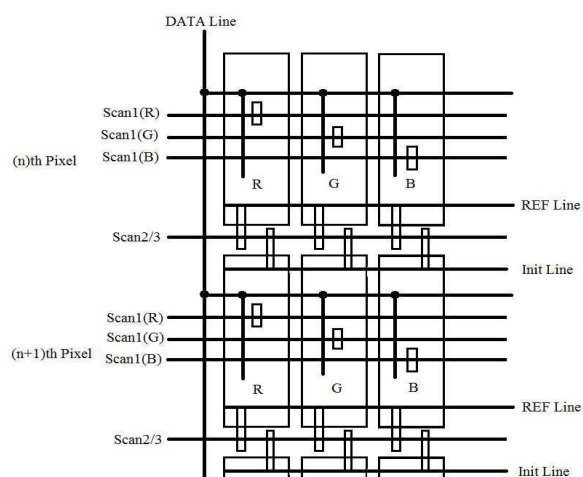 DATA Line
Scan1(R)
Scan1(G)
Scan1(B)
(n)th Pixel
R G B
REF Line
Scan2/3
Init Line
Scan1(R)
Scan1(G)
Scan1(B)
(n+1)th Pixel
R G B
REF Line
Scan2/3
Init Line